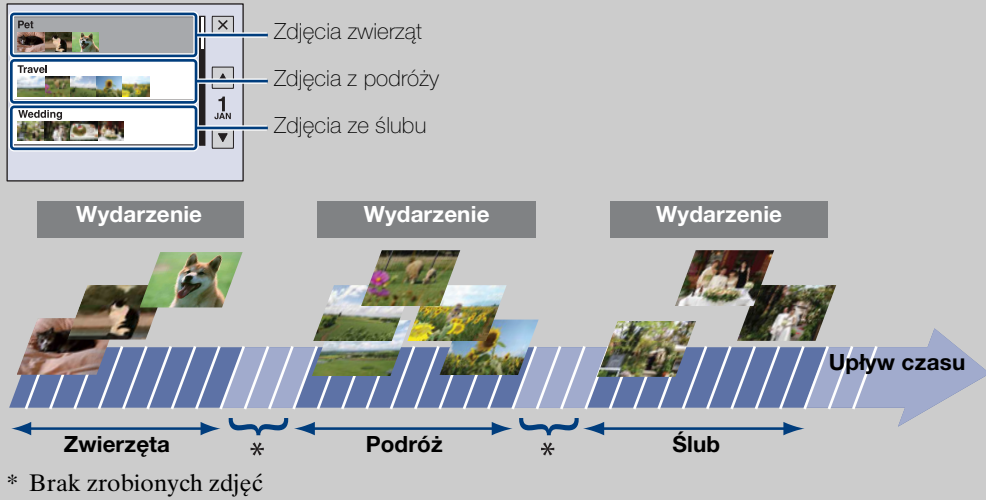 Pet
Zdjęcia zwierząt
Travel
Zdjęcia z podróży
1
JAN
Wedding
Zdjęcia ze ślubu
Wydarzenie Wydarzenie Wydarzenie
Upływ czasu
Zwierzęta * Podróż * Ślub
* Brak zrobionych zdjęć